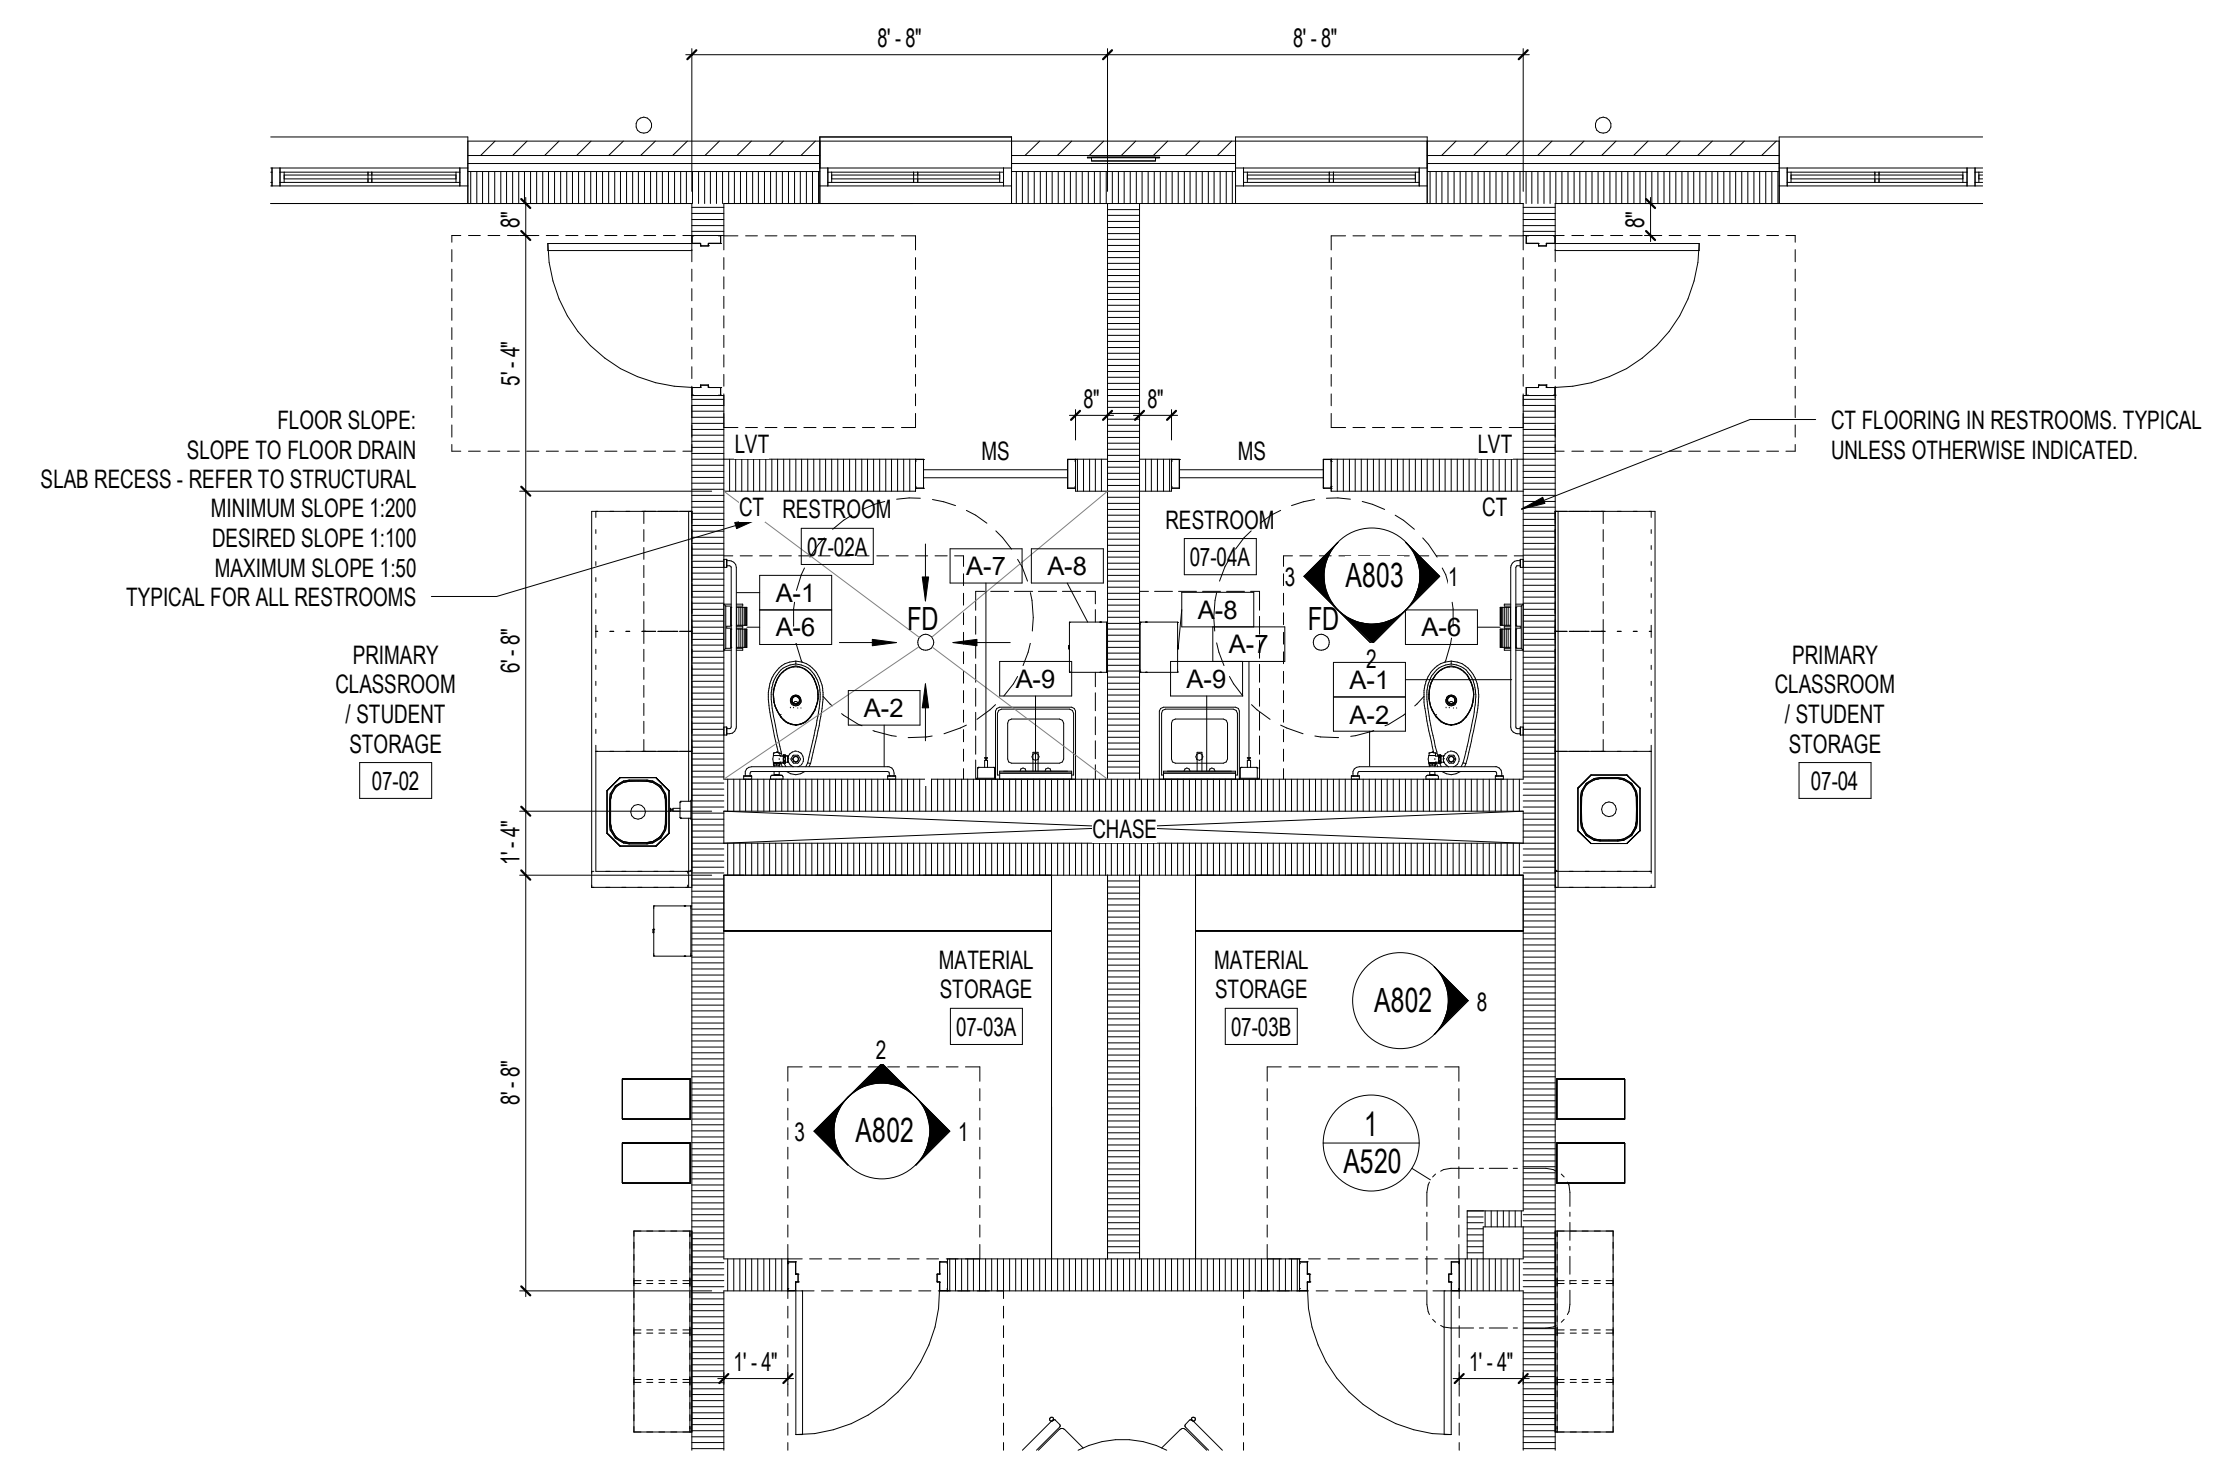 8' - 8"
8' - 8"
8"
8"
5' - 4"
8"
8"
FLOOR SLOPE:
SLOPE TO FLOOR DRAIN
SLAB RECESS - REFER TO STRUCTURAL
MINIMUM SLOPE 1:200
DESIRED SLOPE 1:100
MAXIMUM SLOPE 1:50
TYPICAL FOR ALL RESTROOMS
CT FLOORING IN RESTROOMS. TYPICAL
UNLESS OTHERWISE INDICATED.
LVT
MS
MS
LVT
CT
RESTROOM
07-02A
RESTROOM
07-04A
CT
A-7
A-8
A-1
A-6
FD
A-9
A-2
3
A803
1
2
A-8
A-7
FD
A-6
A-9
A-1
A-2
6' - 8"
PRIMARY
CLASSROOM
/ STUDENT
STORAGE
07-02
PRIMARY
CLASSROOM
/ STUDENT
STORAGE
07-04
1' - 4"
CHASE
MATERIAL
STORAGE
07-03A
MATERIAL
STORAGE
07-03B
A802
8
8' - 8"
2
3
A802
1
1
A520
1' - 4"
1' - 4"